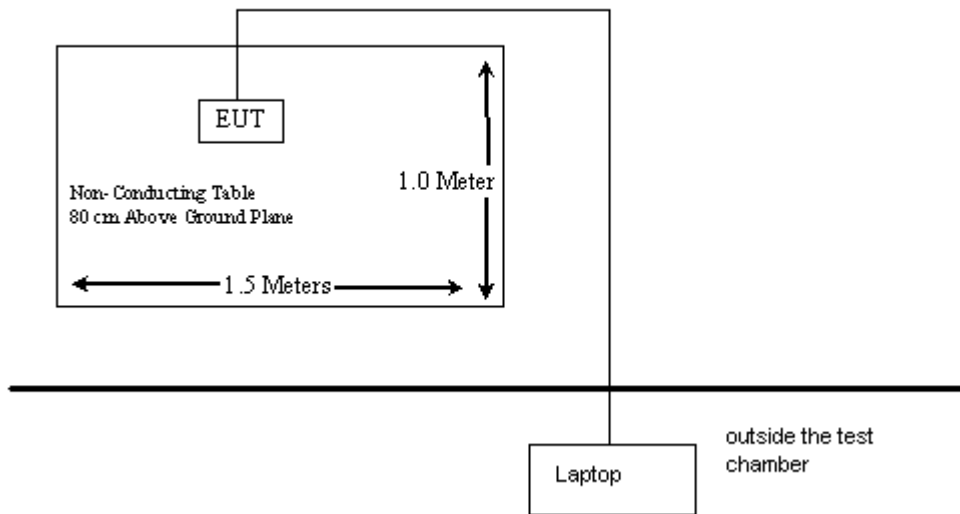 EUT
1.0 Meter
Non-Conducting Table
80 cm Above Ground Plane
1.5 Meters
outside the test
chamber
Laptop